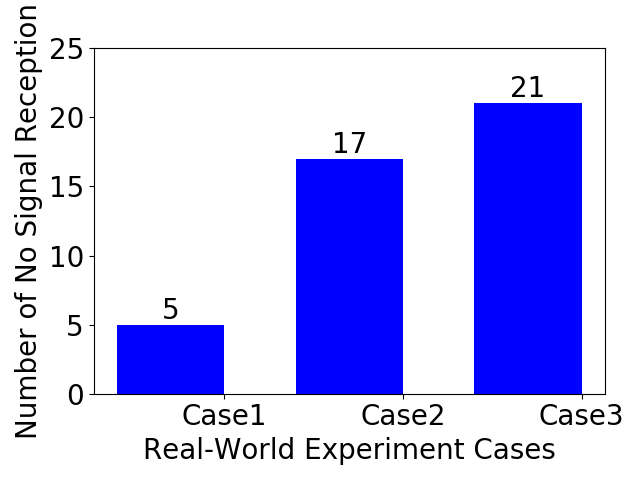 Number of No Signal Reception
25
20
15
10
5
0
5
17
21
Case1
Case2
Case3
Real-World Experiment Cases